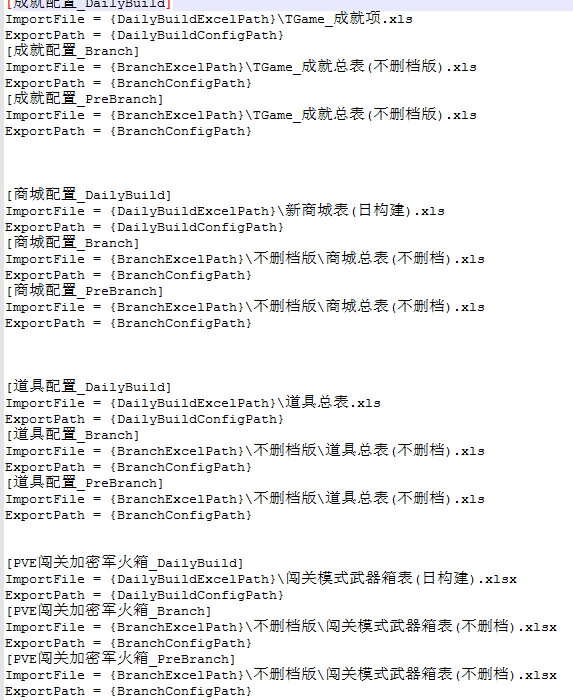 [成就配置_DailyBuild]
ImportFile = {DailyBuildExcelPath}\TGame_成就项.xls
ExportPath = {DailyBuildConfigPath}
[成就配置_Branch]
ImportFile = {BranchExcelPath}\TGame_成就总表(不删档版).xls
ExportPath = {BranchConfigPath}
[成就配置_PreBranch]
ImportFile = {BranchExcelPath}\TGame_成就总表(不删档版).xls
ExportPath = {BranchConfigPath}
[商城配置_DailyBuild]
ImportFile = {DailyBuildExcelPath}\新商城表(日构建).xls
ExportPath = {DailyBuildConfigPath}
[商城配置_Branch]
ImportFile = {BranchExcelPath}\不删档版\商城总表(不删档).xls
ExportPath = {BranchConfigPath}
[商城配置_PreBranch]
ImportFile = {BranchExcelPath}\不删档版\商城总表(不删档).xls
ExportPath = {BranchConfigPath}
[道具配置_DailyBuild]
ImportFile = {DailyBuildExcelPath}\道具总表.xls
ExportPath = {DailyBuildConfigPath}
[道具配置_Branch]
ImportFile = {BranchExcelPath}\不删档版\道具总表(不删档).xls
ExportPath = {BranchConfigPath}
[道具配置_PreBranch]
ImportFile = {BranchExcelPath}\不删档版\道具总表(不删档).xls
ExportPath = {BranchConfigPath}
[PVE闯关加密军火箱_DailyBuild]
ImportFile = {DailyBuildExcelPath}\闯关模式武器箱表(日构建).xlsx
ExportPath = {DailyBuildConfigPath}
[PVE闯关加密军火箱_Branch]
ImportFile = {BranchExcelPath}\不删档版\闯关模式武器箱表(不删档).xlsx
ExportPath = {BranchConfigPath}
[PVE闯关加密军火箱_PreBranch]
ImportFile = {BranchExcelPath}\不删档版\闯关模式武器箱表(不删档).xlsx
ExportPath = {BranchConfigPath}